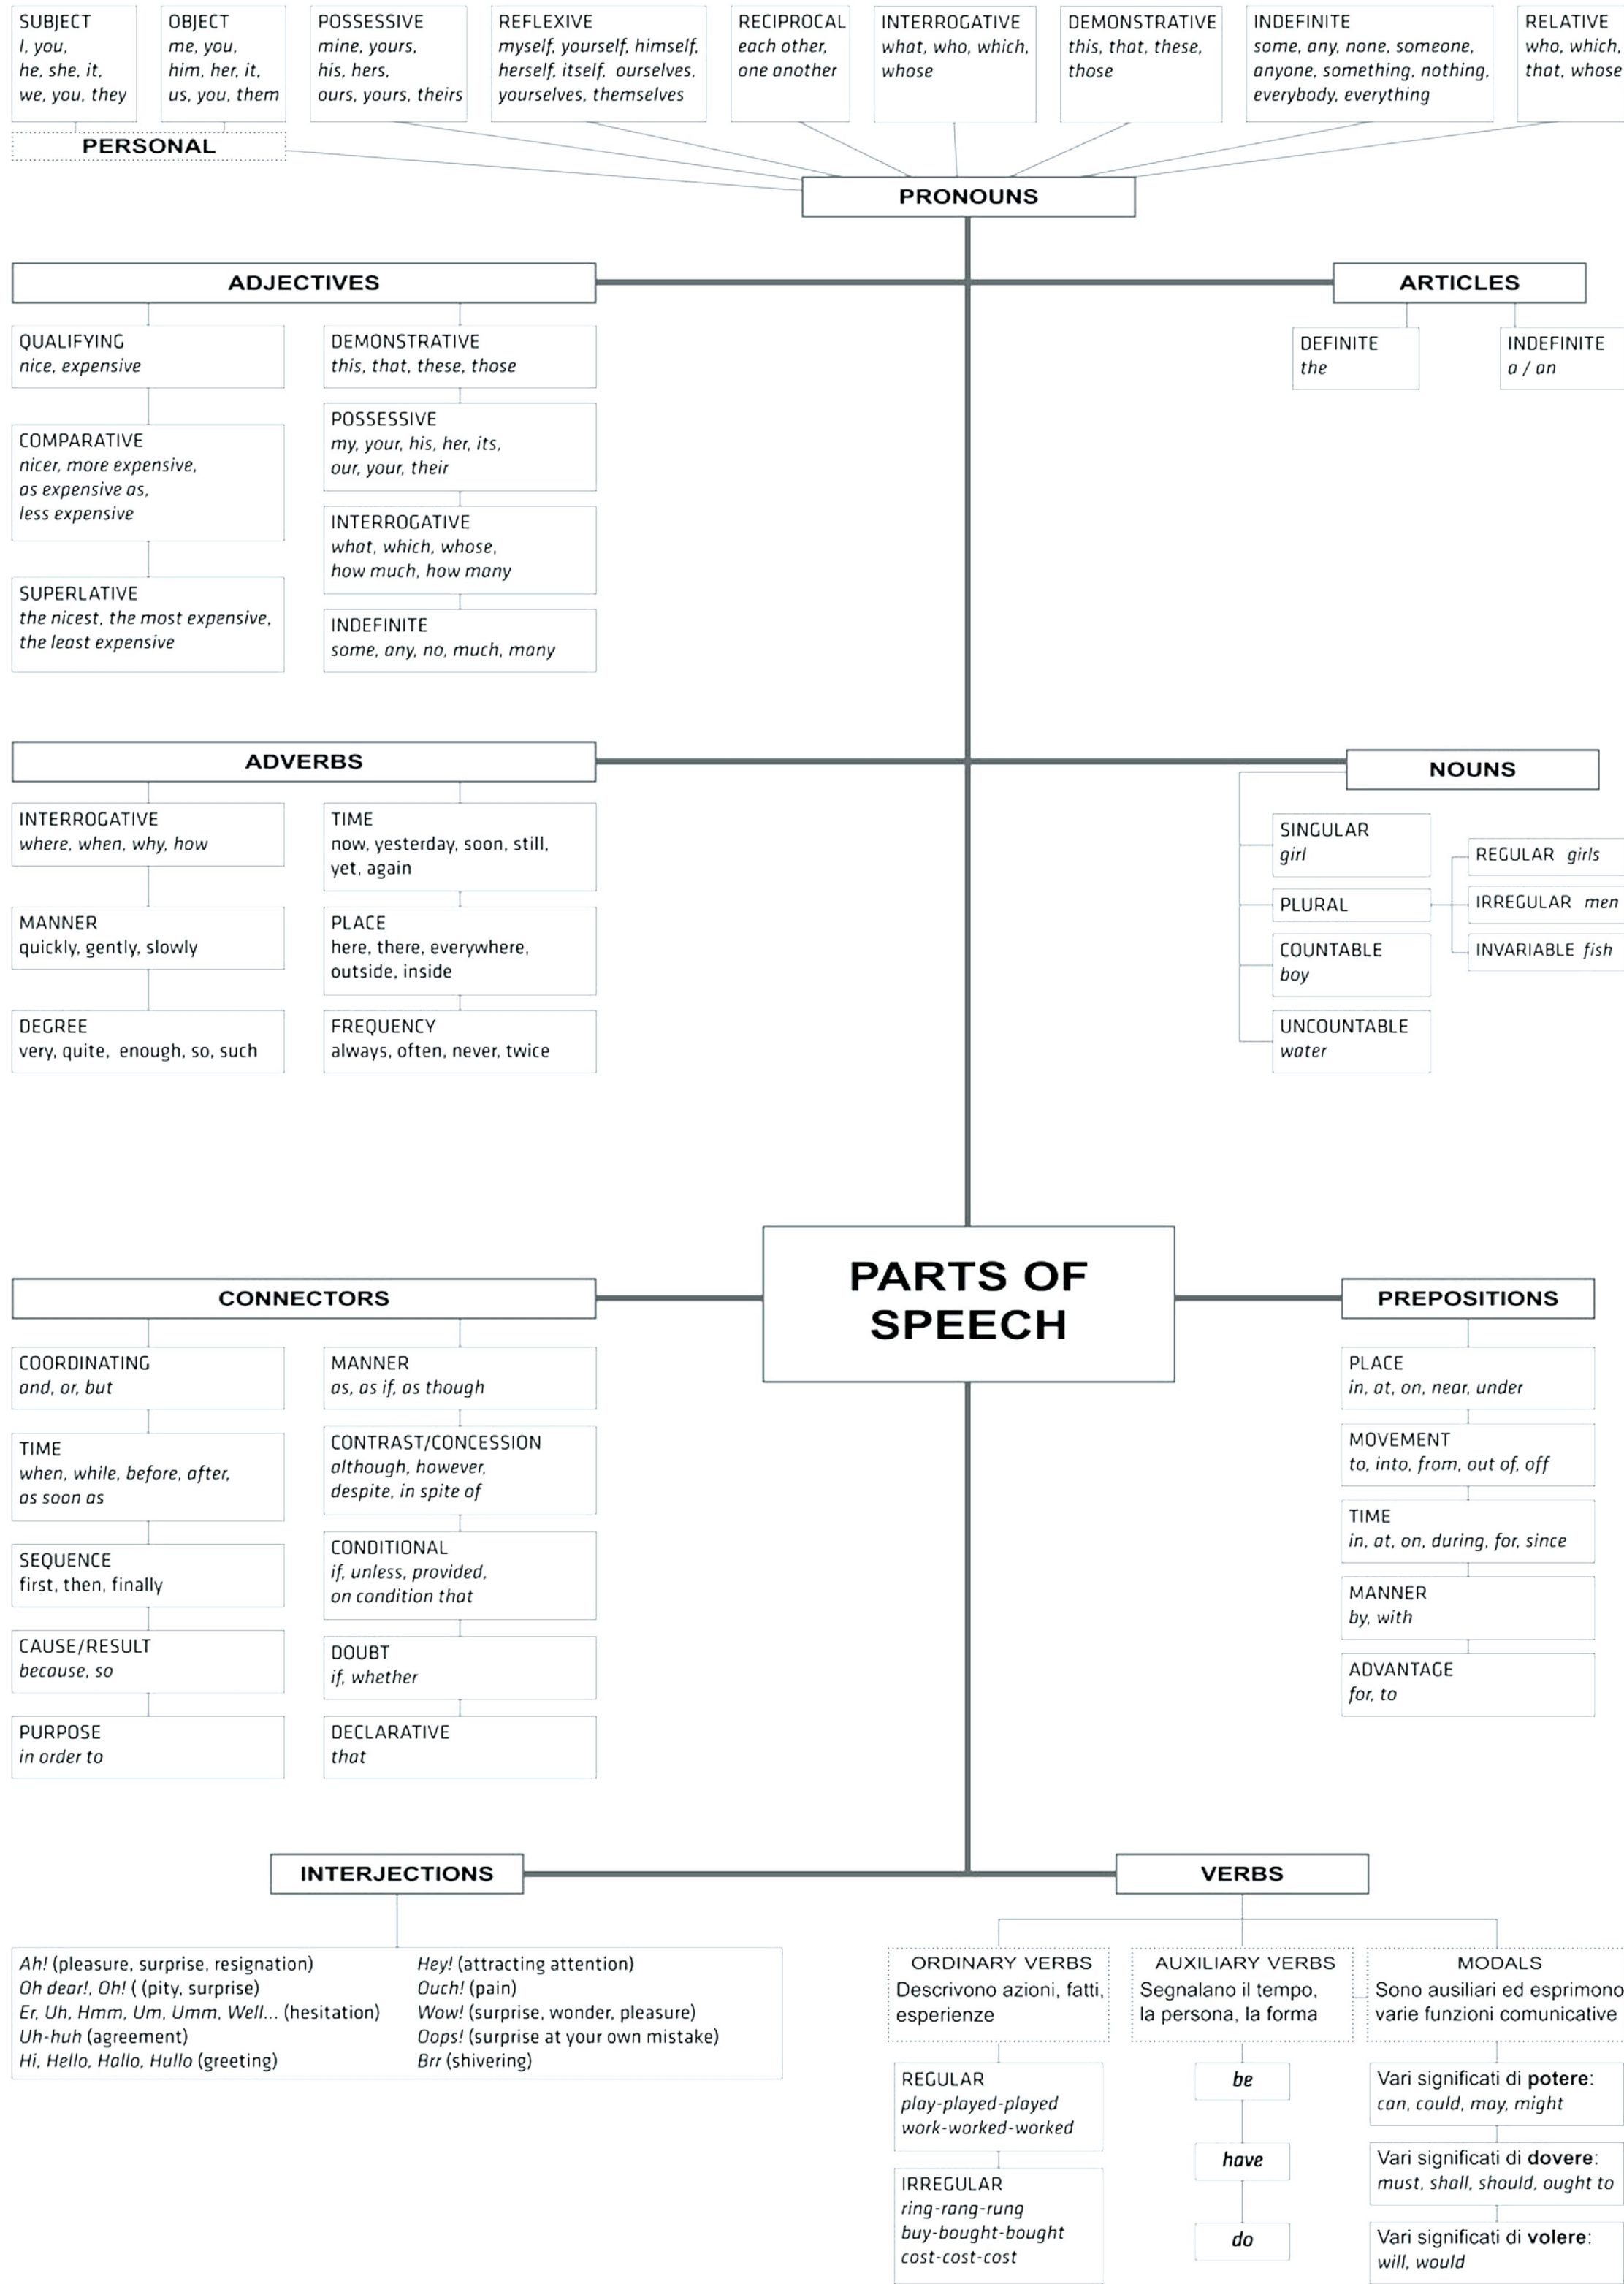 SUBJECT
I, you,
he, she, it,
we, you, they
OBJECT
me, you,
him, her, it,
us, you, them
POSSESSIVE
mine, yours,
his, hers,
ours, yours, theirs
REFLEXIVE
myself, yourself, himself,
herself, itself, ourselves,
yourselves, themselves
RECIPROCAL
each other,
one another
INTERROGATIVE
what, who, which,
whose
DEMONSTRATIVE
this, that, these,
those
INDEFINITE
some, any, none, someone,
anyone, something, nothing,
everybody, everything
RELATIVE
who, which,
that, whose
PERSONAL
PRONOUNS
ADJECTIVES
QUALIFYING
nice, expensive
COMPARATIVE
nicer, more expensive,
as expensive as,
less expensive
SUPERLATIVE
the nicest, the most expensive,
the least expensive
DEMONSTRATIVE
this, that, these, those
POSSESSIVE
my, your, his, her, its,
our, your, their
INTERROGATIVE
what, which, whose,
how much, how many
INDEFINITE
some, any, no, much, many
ARTICLES
DEFINITE
the
INDEFINITE
a / an
ADVERBS
INTERROGATIVE
where, when, why, how
MANNER
quickly, gently, slowly
DEGREE
very, quite, enough, so, such
TIME
now, yesterday, soon, still,
yet, again
PLACE
here, there, everywhere,
outside, inside
FREQUENCY
always, often, never, twice
NOUNS
SINGULAR
girl
PLURAL
REGULAR girls
IRREGULAR men
INVARIABLE fish
COUNTABLE
boy
UNCOUNTABLE
water
PARTS OF
SPEECH
CONNECTORS
COORDINATING
and, or, but
TIME
when, while, before, after,
as soon as
SEQUENCE
first, then, finally
CAUSE/RESULT
because, so
PURPOSE
in order to
MANNER
as, as if, as though
CONTRAST/CONCESSION
although, however,
despite, in spite of
CONDITIONAL
if, unless, provided,
on condition that
DOUBT
if, whether
DECLARATIVE
that
PREPOSITIONS
PLACE
in, at, on, near, under
MOVEMENT
to, into, from, out of, off
TIME
in, at, on, during, for, since
MANNER
by, with
ADVANTAGE
for, to
INTERJECTIONS
Ah! (pleasure, surprise, resignation)
Oh dear!, Oh! ( (pity, surprise)
Er, Uh, Hmm, Um, Umm, Well... (hesitation)
Uh-huh (agreement)
Hi, Hello, Hallo, Hullo (greeting)
Hey! (attracting attention)
Ouch! (pain)
Wow! (surprise, wonder, pleasure)
Oops! (surprise at your own mistake)
Brr (shivering)
VERBS
ORDINARY VERBS
Descrivono azioni, fatti,
esperienze
REGULAR
play-played-played
work-worked-worked
IRREGULAR
ring-rang-rung
buy-bought-bought
cost-cost-cost
AUXILIARY VERBS
Segnalano il tempo,
la persona, la forma
be
have
do
MODALS
Sono ausiliari ed esprimono
varie funzioni comunicative
Vari significati di potere:
can, could, may, might
Vari significati di dovere:
must, shall, should, ought to
Vari significati di volere:
will, would